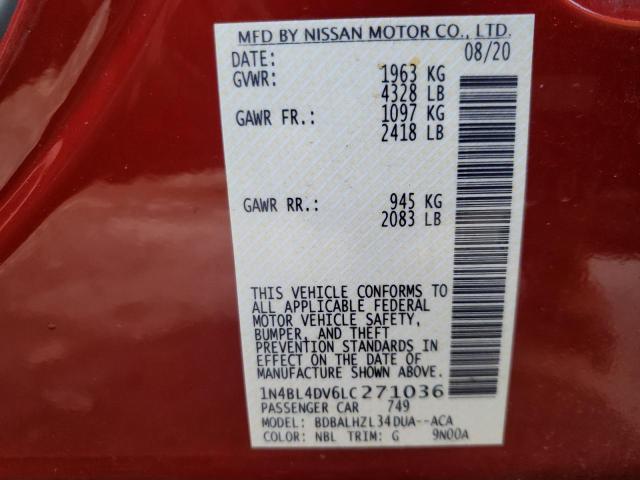 MFD BY NISSAN MOTOR CO., LTD.
DATE: 08/20
GVWR: 1963 KG
4328 LB
GAWR FR.: 1097 KG
2418 LB
GAWR RR.: 945 KG
2083 LB
THIS VEHICLE CONFORMS TO
ALL APPLICABLE FEDERAL
MOTOR VEHICLE SAFETY,
BUMPER, AND THEFT
PREVENTION STANDARDS IN
EFFECT ON THE DATE OF
MANUFACTURE SHOWN ABOVE.
1N4BL4DV6LC271036
PASSENGER CAR 749
MODEL: BDBALHZL34DUA--ACA
COLOR: NBL TRIM: G 9N00A